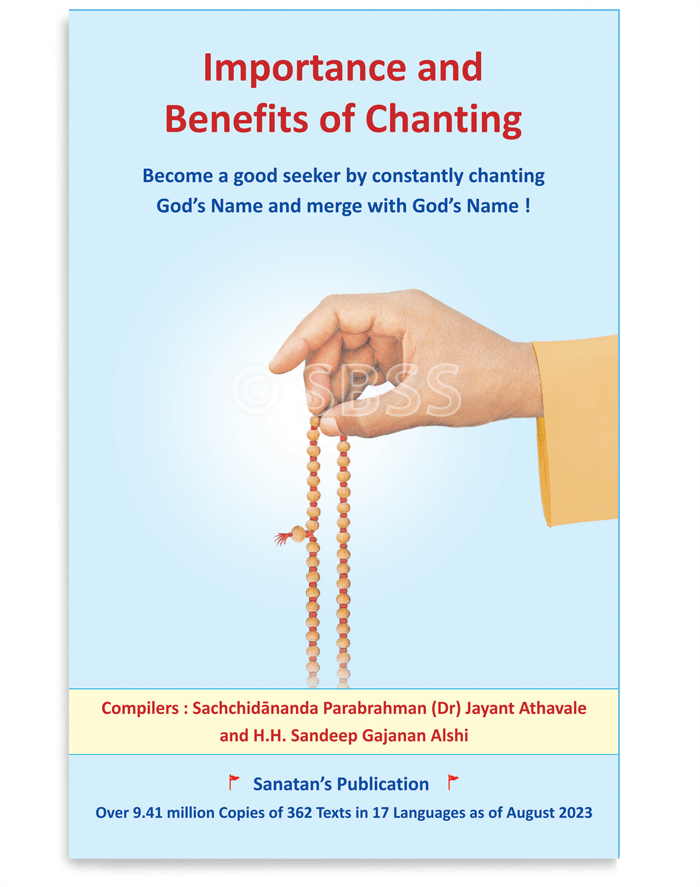 Importance and
Benefits of Chanting
Become a good seeker by constantly chanting
God’s Name and merge with God’s Name !
© SBSS
Compilers : Sachchidānanda Parabrahman (Dr) Jayant Athavale
and H.H. Sandeep Gajanan Alshi
Sanatan’s Publication
Over 9.41 million Copies of 362 Texts in 17 Languages as of August 2023